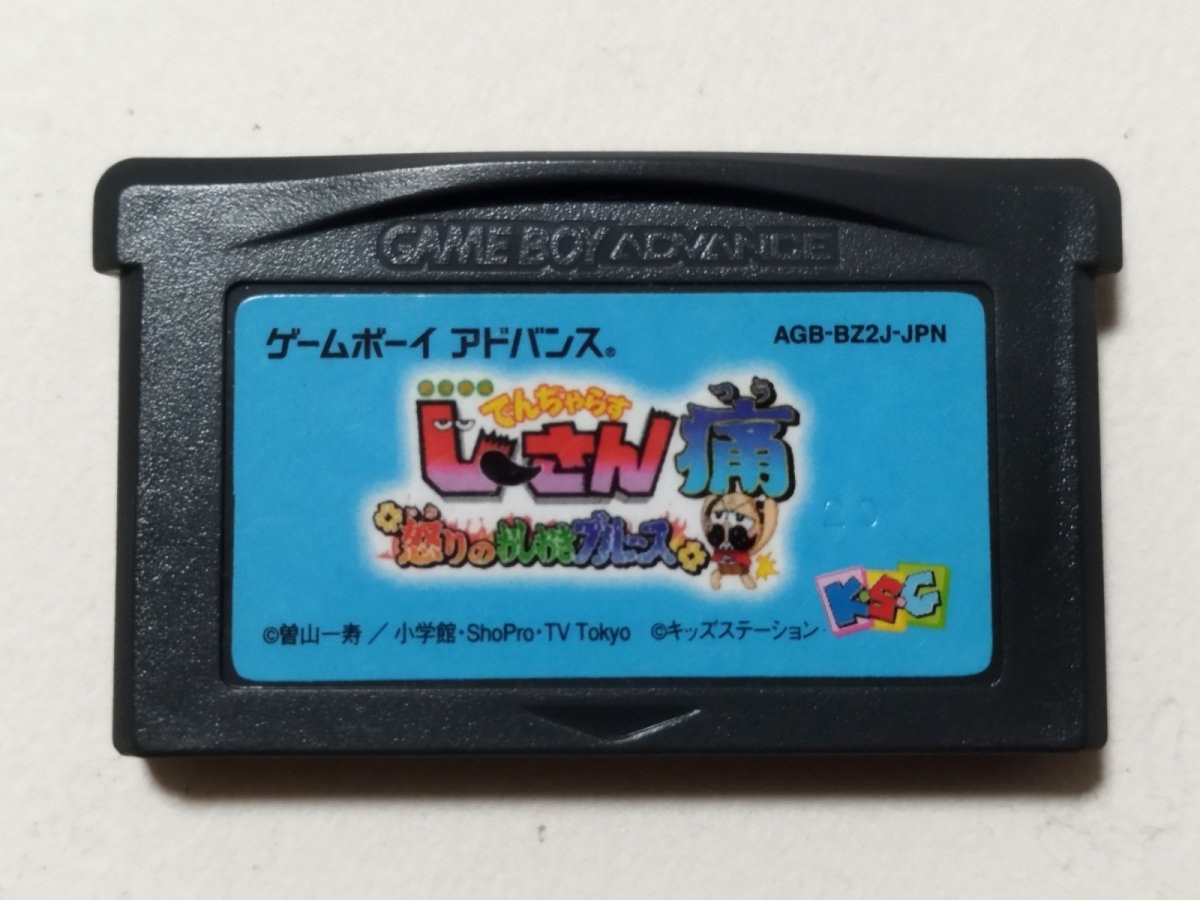 GAME BOY ADVANCE
ゲームボーイ アドバンス®
AGB-BZ2J-JPN
でんぢゃらす
じーさん 痛
つう
怒りのおしおきブルース
©曽山一寿／小学館・ShoPro・TV Tokyo ©キッズステーション
K・S・C